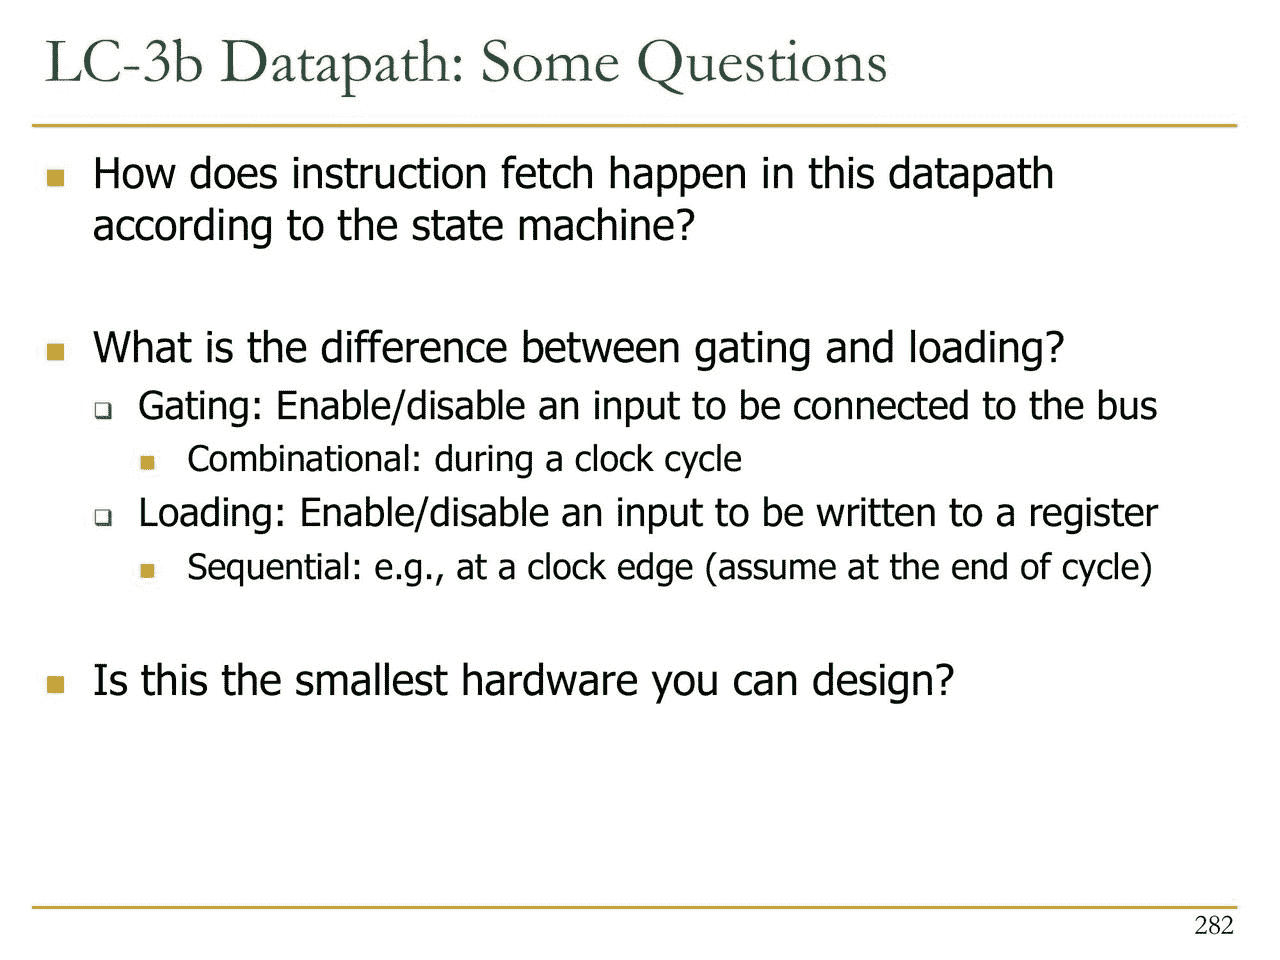 LC-3b Datapath: Some Questions
How does instruction fetch happen in this datapath
according to the state machine?
What is the difference between gating and loading?
Gating: Enable/disable an input to be connected to the bus
Combinational: during a clock cycle
Loading: Enable/disable an input to be written to a register
Sequential: e.g., at a clock edge (assume at the end of cycle)
Is this the smallest hardware you can design?
282